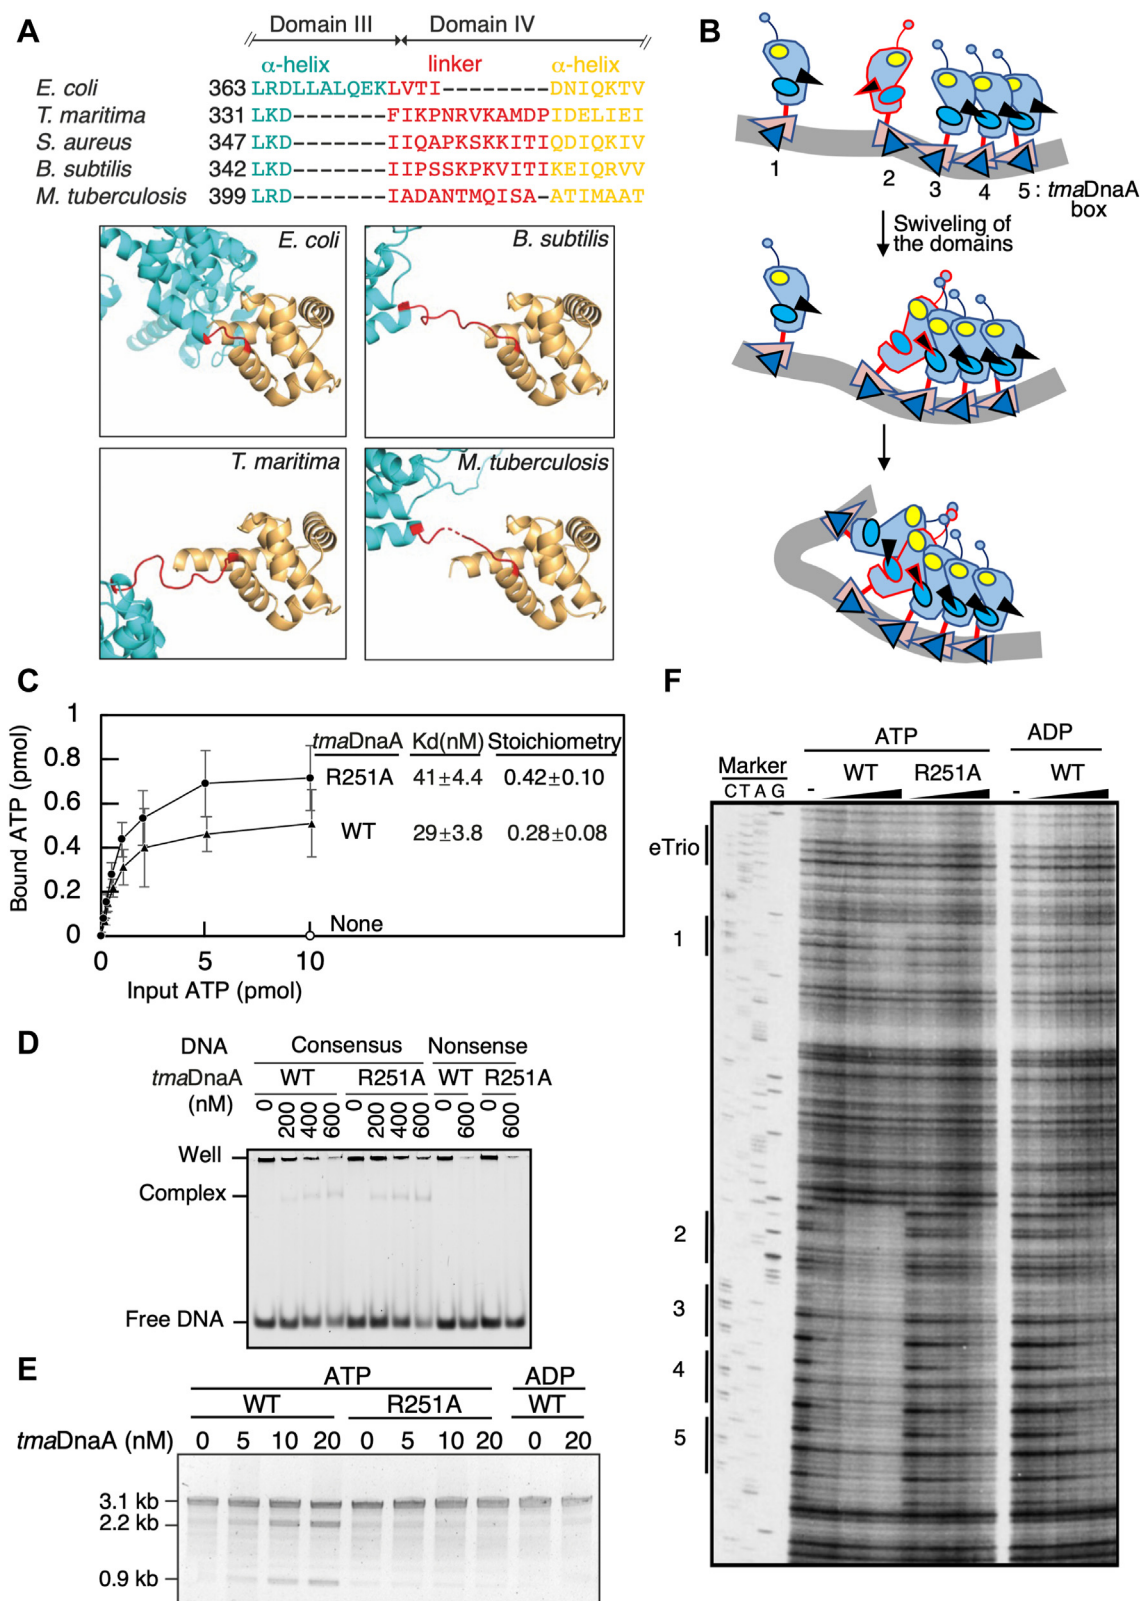 A
Domain III Domain IV
α-helix linker α-helix
E. coli 363 LRDLLALQEKLVTI---------DNIQKTV
T. maritima 331 LKD-------FIKPNRVKAMDPIDELIEI
S. aureus 347 LKD-------IIQAPKSKKITIQDIQKIV
B. subtilis 342 LKD-------IIPSSKPKVITIKEIQRVV
M. tuberculosis 399 LRD-------IADANTMQISA-ATIMAAT
E. coli
B. subtilis
T. maritima
M. tuberculosis
B
1 2 3 4 5 : tmaDnaA
box
Swiveling of
the domains
C
Bound ATP (pmol)
1
0.8
0.6
0.4
0.2
0
0 5 10
Input ATP (pmol)
tmaDnaA Kd(nM) Stoichiometry
R251A 41±4.4 0.42±0.10
WT 29±3.8 0.28±0.08
None
D
DNA Consensus Nonsense
tmaDnaA WT R251A WT R251A
(nM) 0 200 400 600 0 200 400 600 0 600 0 600
Well
Complex
Free DNA
E
ATP ADP
WT R251A WT
tmaDnaA (nM) 0 5 10 20 0 5 10 20 0 20
3.1 kb
2.2 kb
0.9 kb
F
ATP ADP
Marker WT R251A WT
C T A G - -
eTrio
1
2
3
4
5